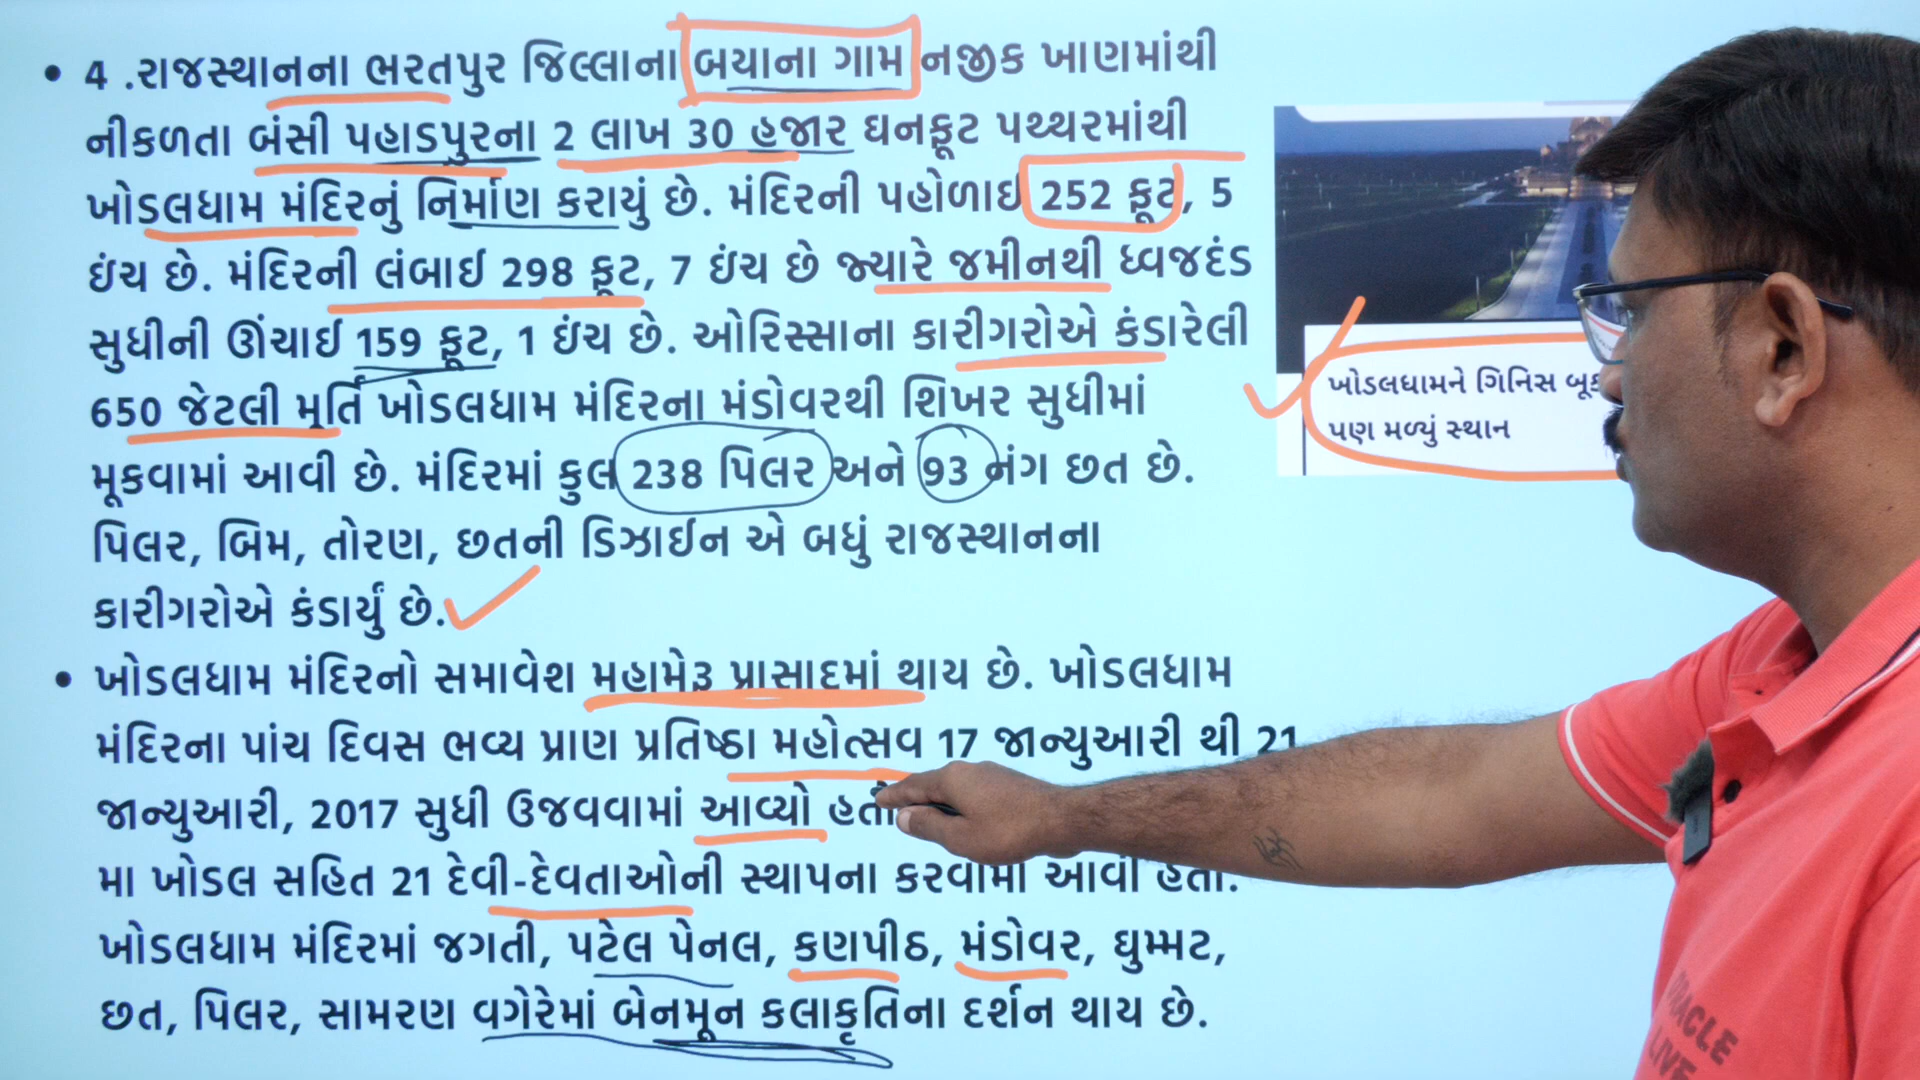 • 4 .રાજસ્થાનના ભરતપુર જિલ્લાના બયાના ગામ નજીક ખાણમાંથી
નીકળતા બંસી પહાડપુરના 2 લાખ 30 હજાર ઘનફૂટ પથ્થરમાંથી
ખોડલધામ મંદિરનું નિર્માણ કરાયું છે. મંદિરની પહોળાઈ 252 ફૂટ, 5
ઇંચ છે. મંદિરની લંબાઈ 298 ફૂટ, 7 ઇંચ છે જ્યારે જમીનથી ધ્વજદંડ
સુધીની ઊંચાઈ 159 ફૂટ, 1 ઇંચ છે. ઓરિસ્સાના કારીગરોએ કંડારેલી
650 જેટલી મૂર્તિ ખોડલધામ મંદિરના મંડોવરથી શિખર સુધીમાં
મૂકવામાં આવી છે. મંદિરમાં કુલ 238 પિલર અને 93 નંગ છત છે.
પિલર, બિમ, તોરણ, છતની ડિઝાઈન એ બધું રાજસ્થાનના
કારીગરોએ કંડાર્યું છે.
• ખોડલધામ મંદિરનો સમાવેશ મહામેરૂ પ્રાસાદમાં થાય છે. ખોડલધામ
મંદિરના પાંચ દિવસ ભવ્ય પ્રાણ પ્રતિષ્ઠા મહોત્સવ 17 જાન્યુઆરી થી 21
જાન્યુઆરી, 2017 સુધી ઉજવવામાં આવ્યો હતો
મા ખોડલ સહિત 21 દેવી-દેવતાઓની સ્થાપના કરવામાં આવી હતી.
ખોડલધામ મંદિરમાં જગતી, પટેલ પેનલ, કણપીઠ, મંડોવર, ઘુમ્મટ,
છત, પિલર, સામરણ વગેરેમાં બેનમૂન કલાકૃતિના દર્શન થાય છે.
ખોડલધામને ગિનિસ બૂક
પણ મળ્યું સ્થાન
LIVE